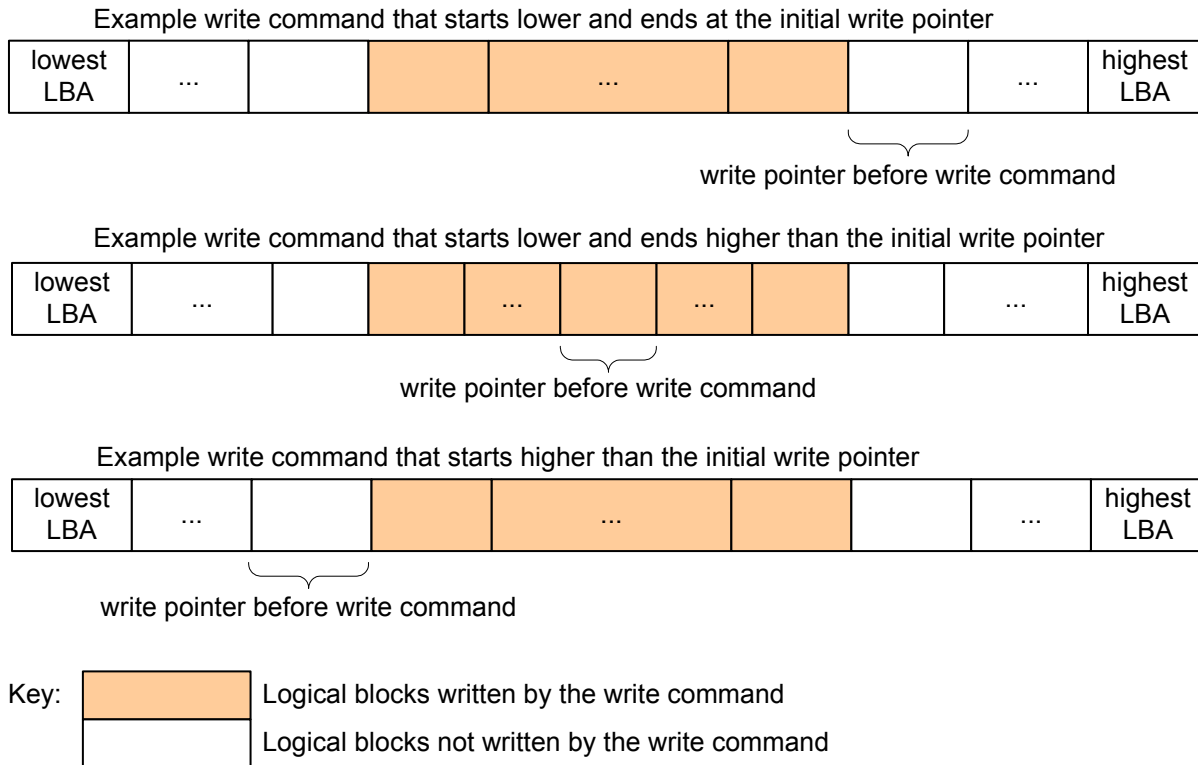 Example write command that starts lower and ends at the initial write pointer
lowest LBA ... ... ... highest LBA
write pointer before write command
Example write command that starts lower and ends higher than the initial write pointer
lowest LBA ... ... ... ... highest LBA
write pointer before write command
Example write command that starts higher than the initial write pointer
lowest LBA ... ... ... highest LBA
write pointer before write command
Key: Logical blocks written by the write command
Logical blocks not written by the write command